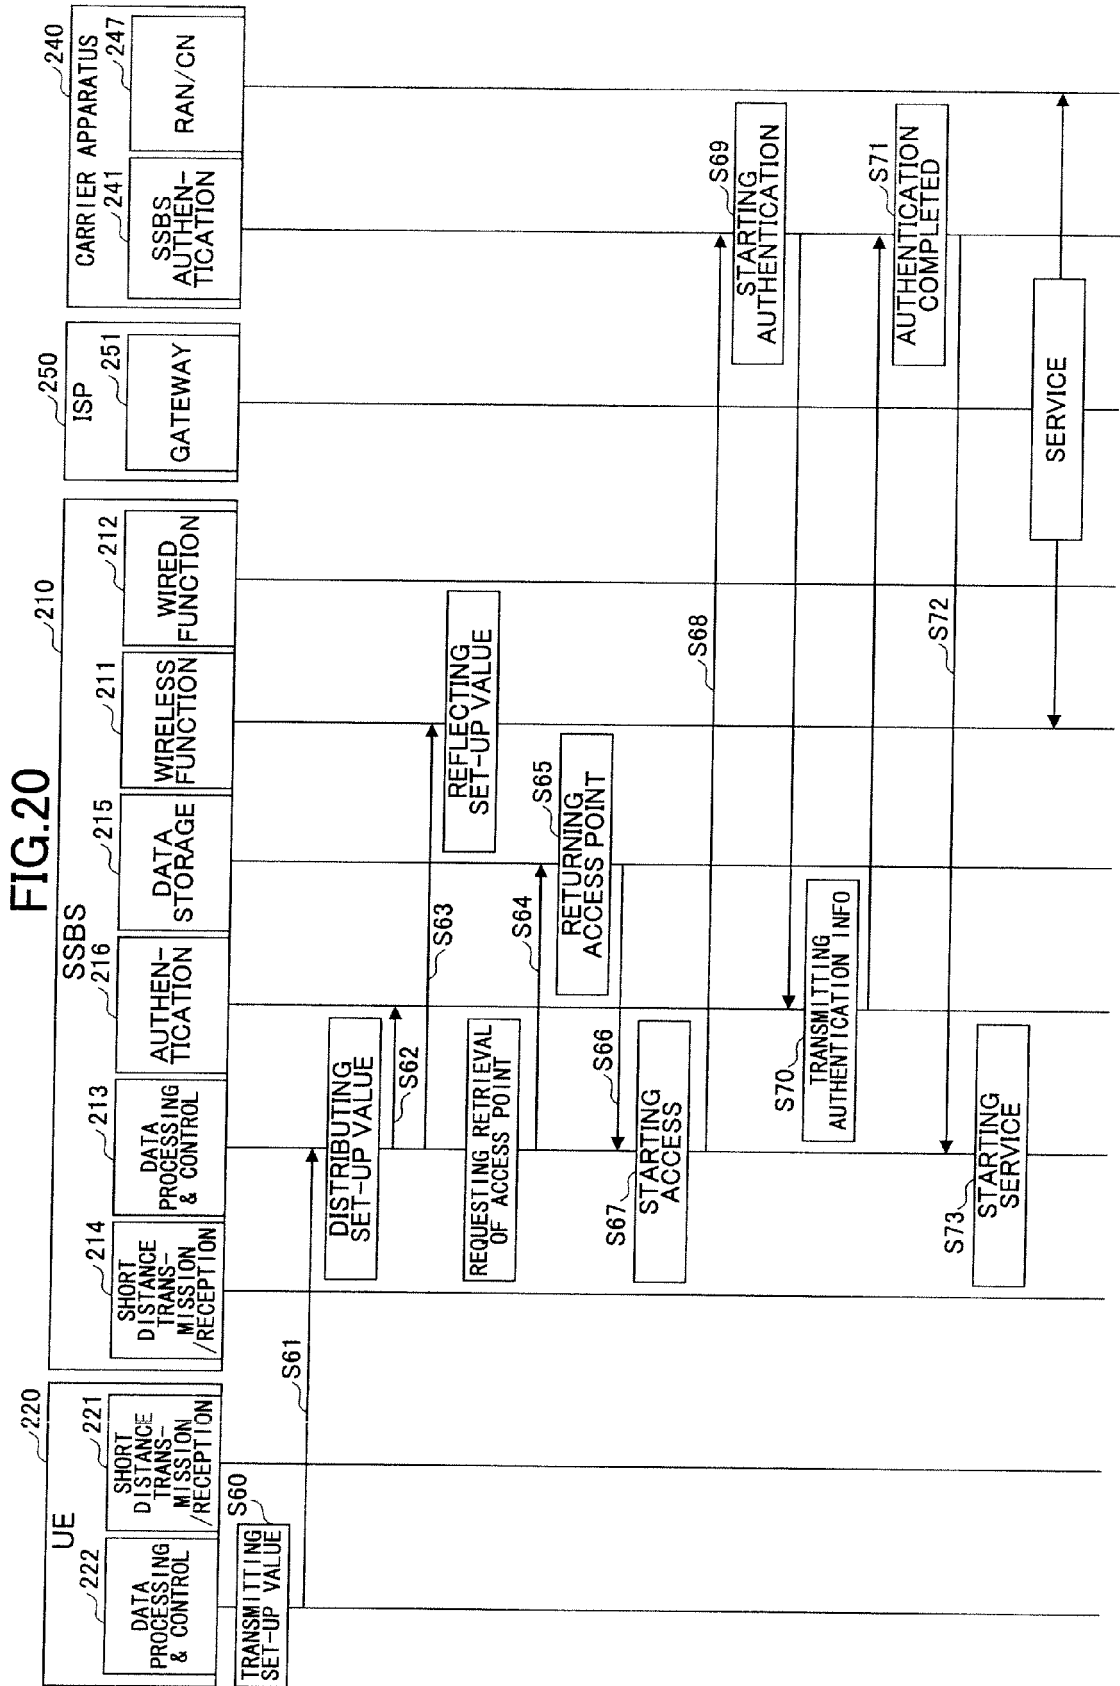 FIG.20
220
UE
222
DATA
PROCESSING
& CONTROL
221
SHORT
DISTANCE
TRANS-
MISSION
/RECEPTION
210
SSBS
214
SHORT
DISTANCE
TRANS-
MISSION
/RECEPTION
213
DATA
PROCESSING
& CONTROL
216
AUTHEN-
TICATION
215
DATA
STORAGE
211
WIRELESS
FUNCTION
212
WIRED
FUNCTION
250
ISP
251
GATEWAY
240
CARRIER APPARATUS
241
SSBS
AUTHEN-
TICATION
247
RAN/CN
TRANSMITTING
SET-UP VALUE
S60
S61
DISTRIBUTING
SET-UP VALUE
S62
S63
REFLECTING
SET-UP VALUE
REQUESTING RETRIEVAL
OF ACCESS POINT
S64
RETURNING
ACCESS POINT
S65
S66
STARTING
ACCESS
S67
S68
STARTING
AUTHENTICATION
S69
S70
TRANSMITTING
AUTHENTICATION INFO
AUTHENTICATION
COMPLETED
S71
S72
S73
STARTING
SERVICE
SERVICE